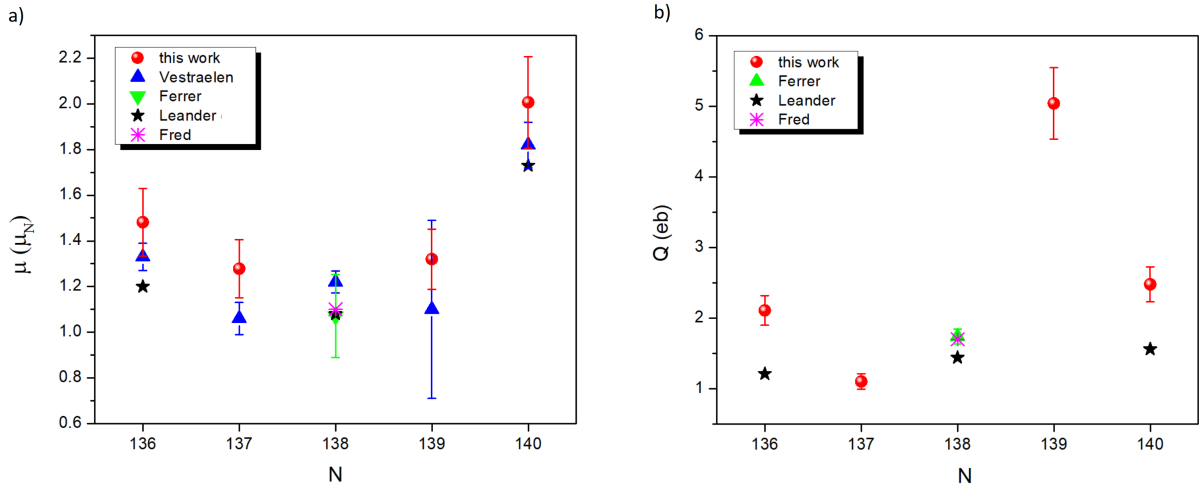 a)
this work
Vestraelen
Ferrer
Leander
Fred
2.2
2.0
1.8
1.6
1.4
1.2
1.0
0.8
0.6
μ (μN)
136 137 138 139 140
N
b)
this work
Ferrer
Leander
Fred
6
5
4
3
2
1
Q (eb)
136 137 138 139 140
N